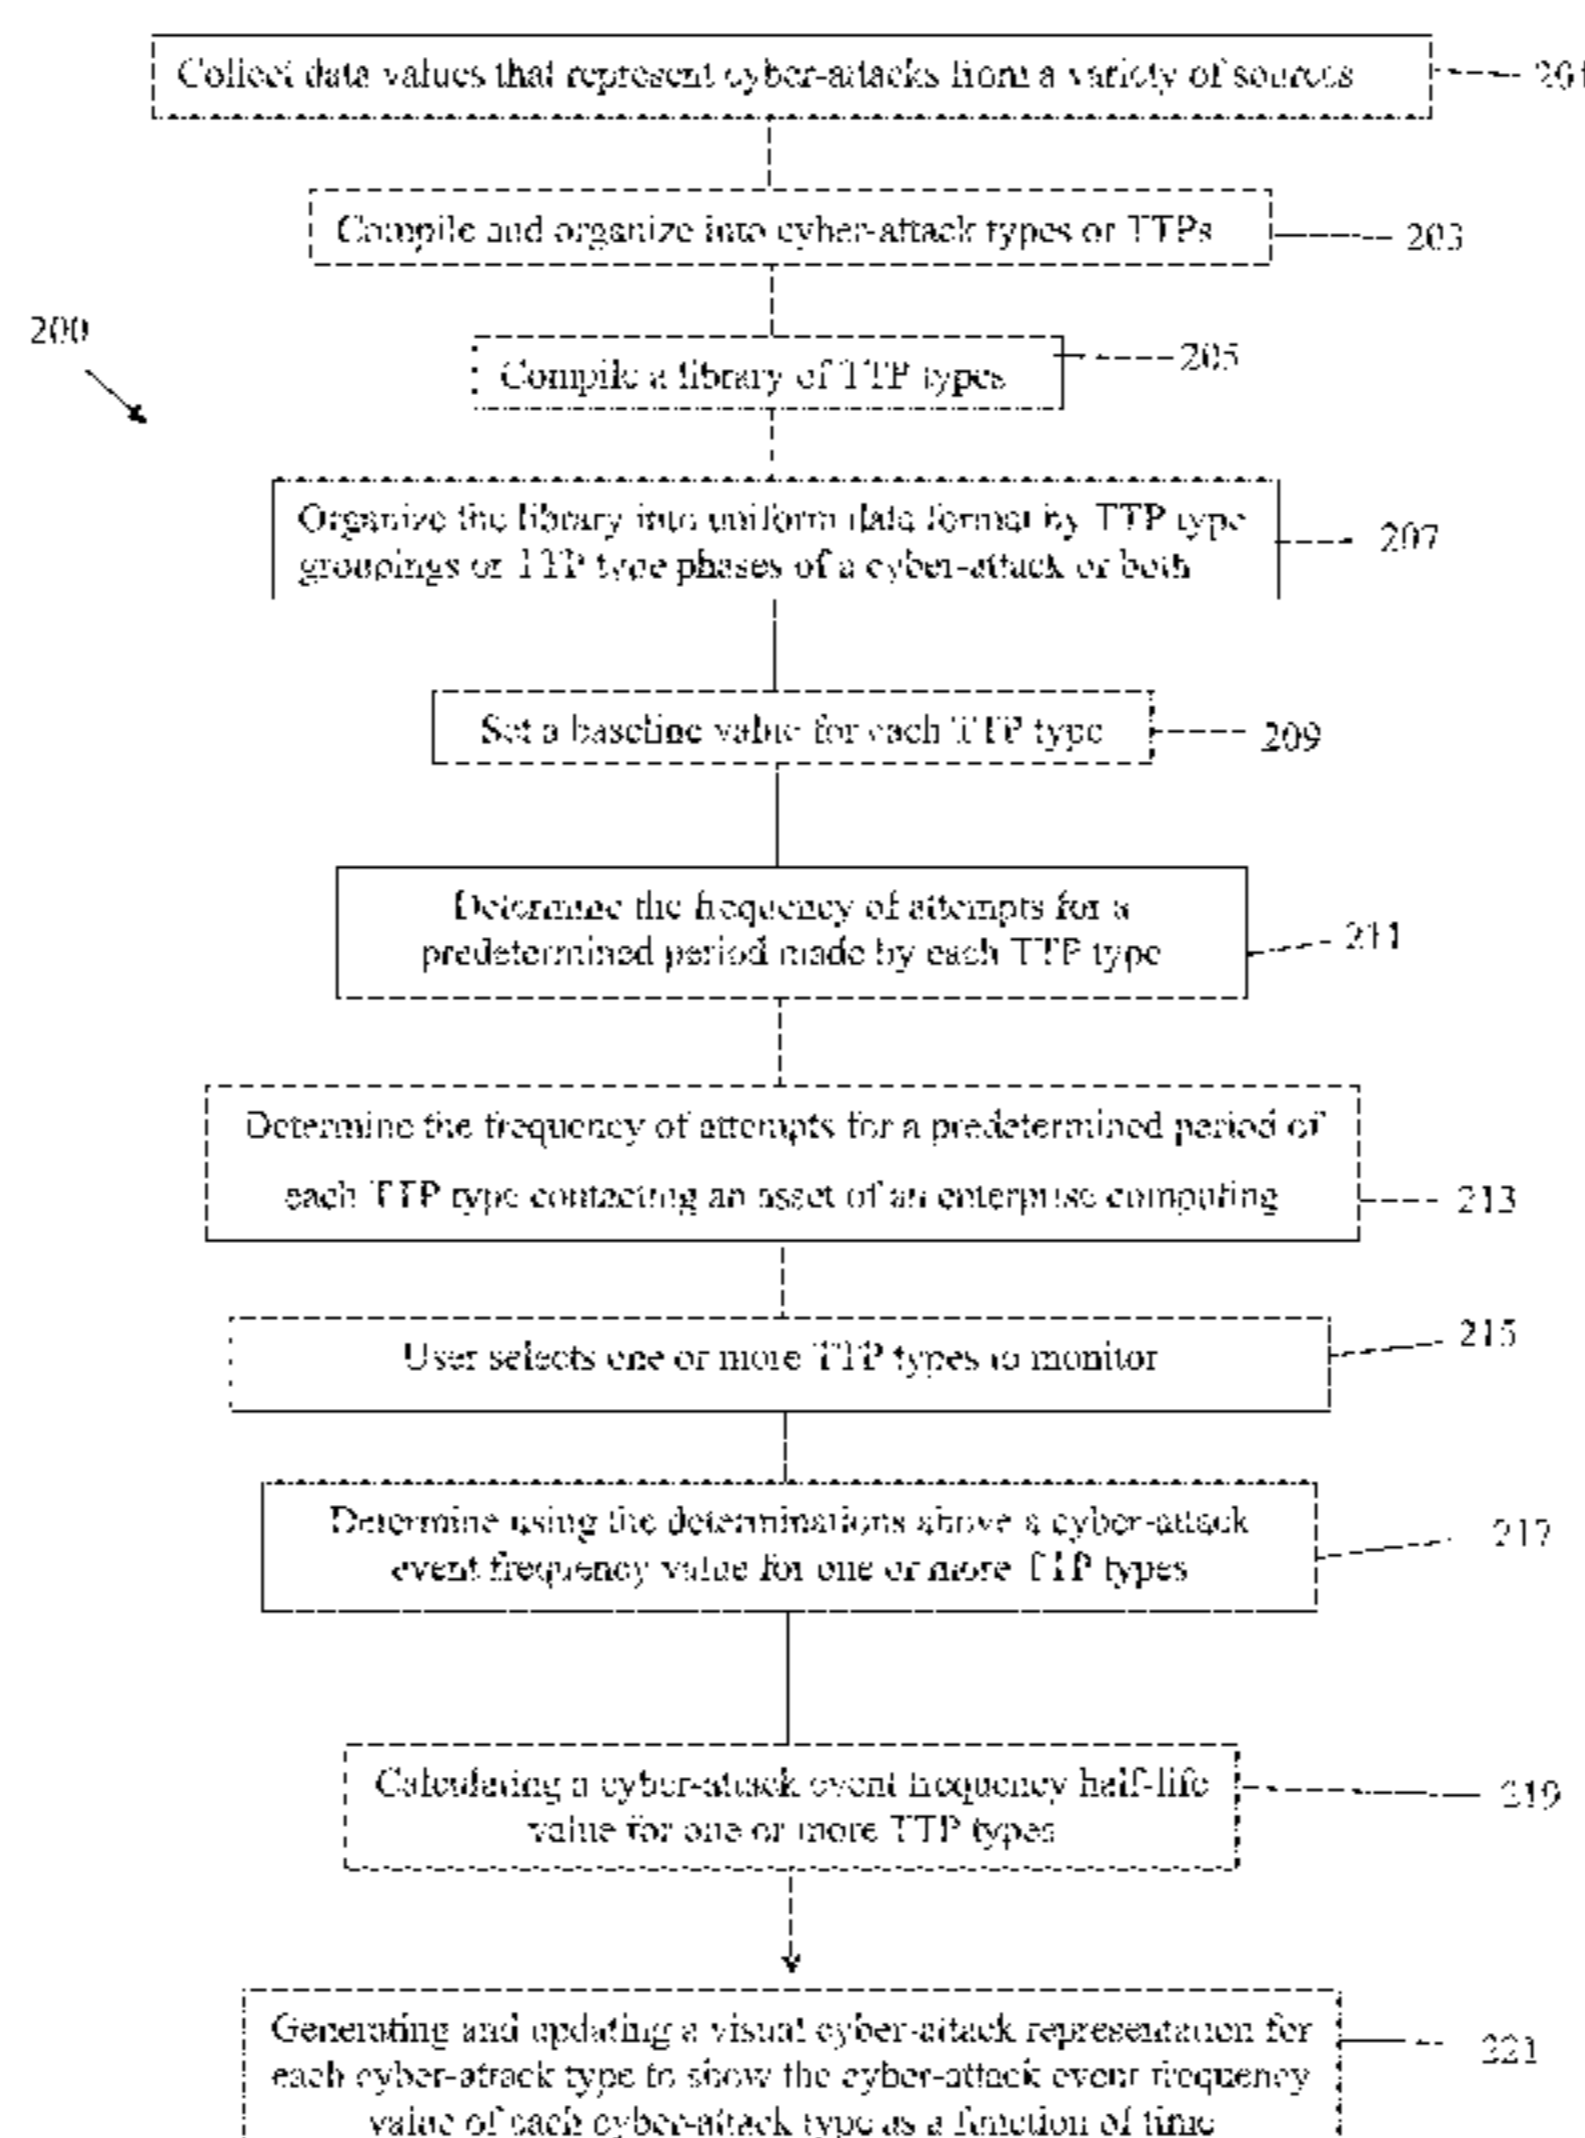 Collect data values that represent cyber-attacks from a variety of sources
201
Compile and organize into cyber-attack types or TTPs
203
200
Compile a library of TTP types
205
Organize the library into uniform data format by TTP type
groupings or TTP type phases of a cyber-attack or both
207
Set a baseline value for each TTP type
209
Determine the frequency of attempts for a
predetermined period made by each TTP type
211
Determine the frequency of attempts for a predetermined period of
each TTP type contacting an asset of an enterprise computing
213
User selects one or more TTP types to monitor
215
Determine using the determinations above a cyber-attack
event frequency value for one or more TTP types
217
Calculating a cyber-attack event frequency half-life
value for one or more TTP types
219
Generating and updating a visual cyber-attack representation for
each cyber-attack type to show the cyber-attack event frequency
value of each cyber-attack type as a function of time
221